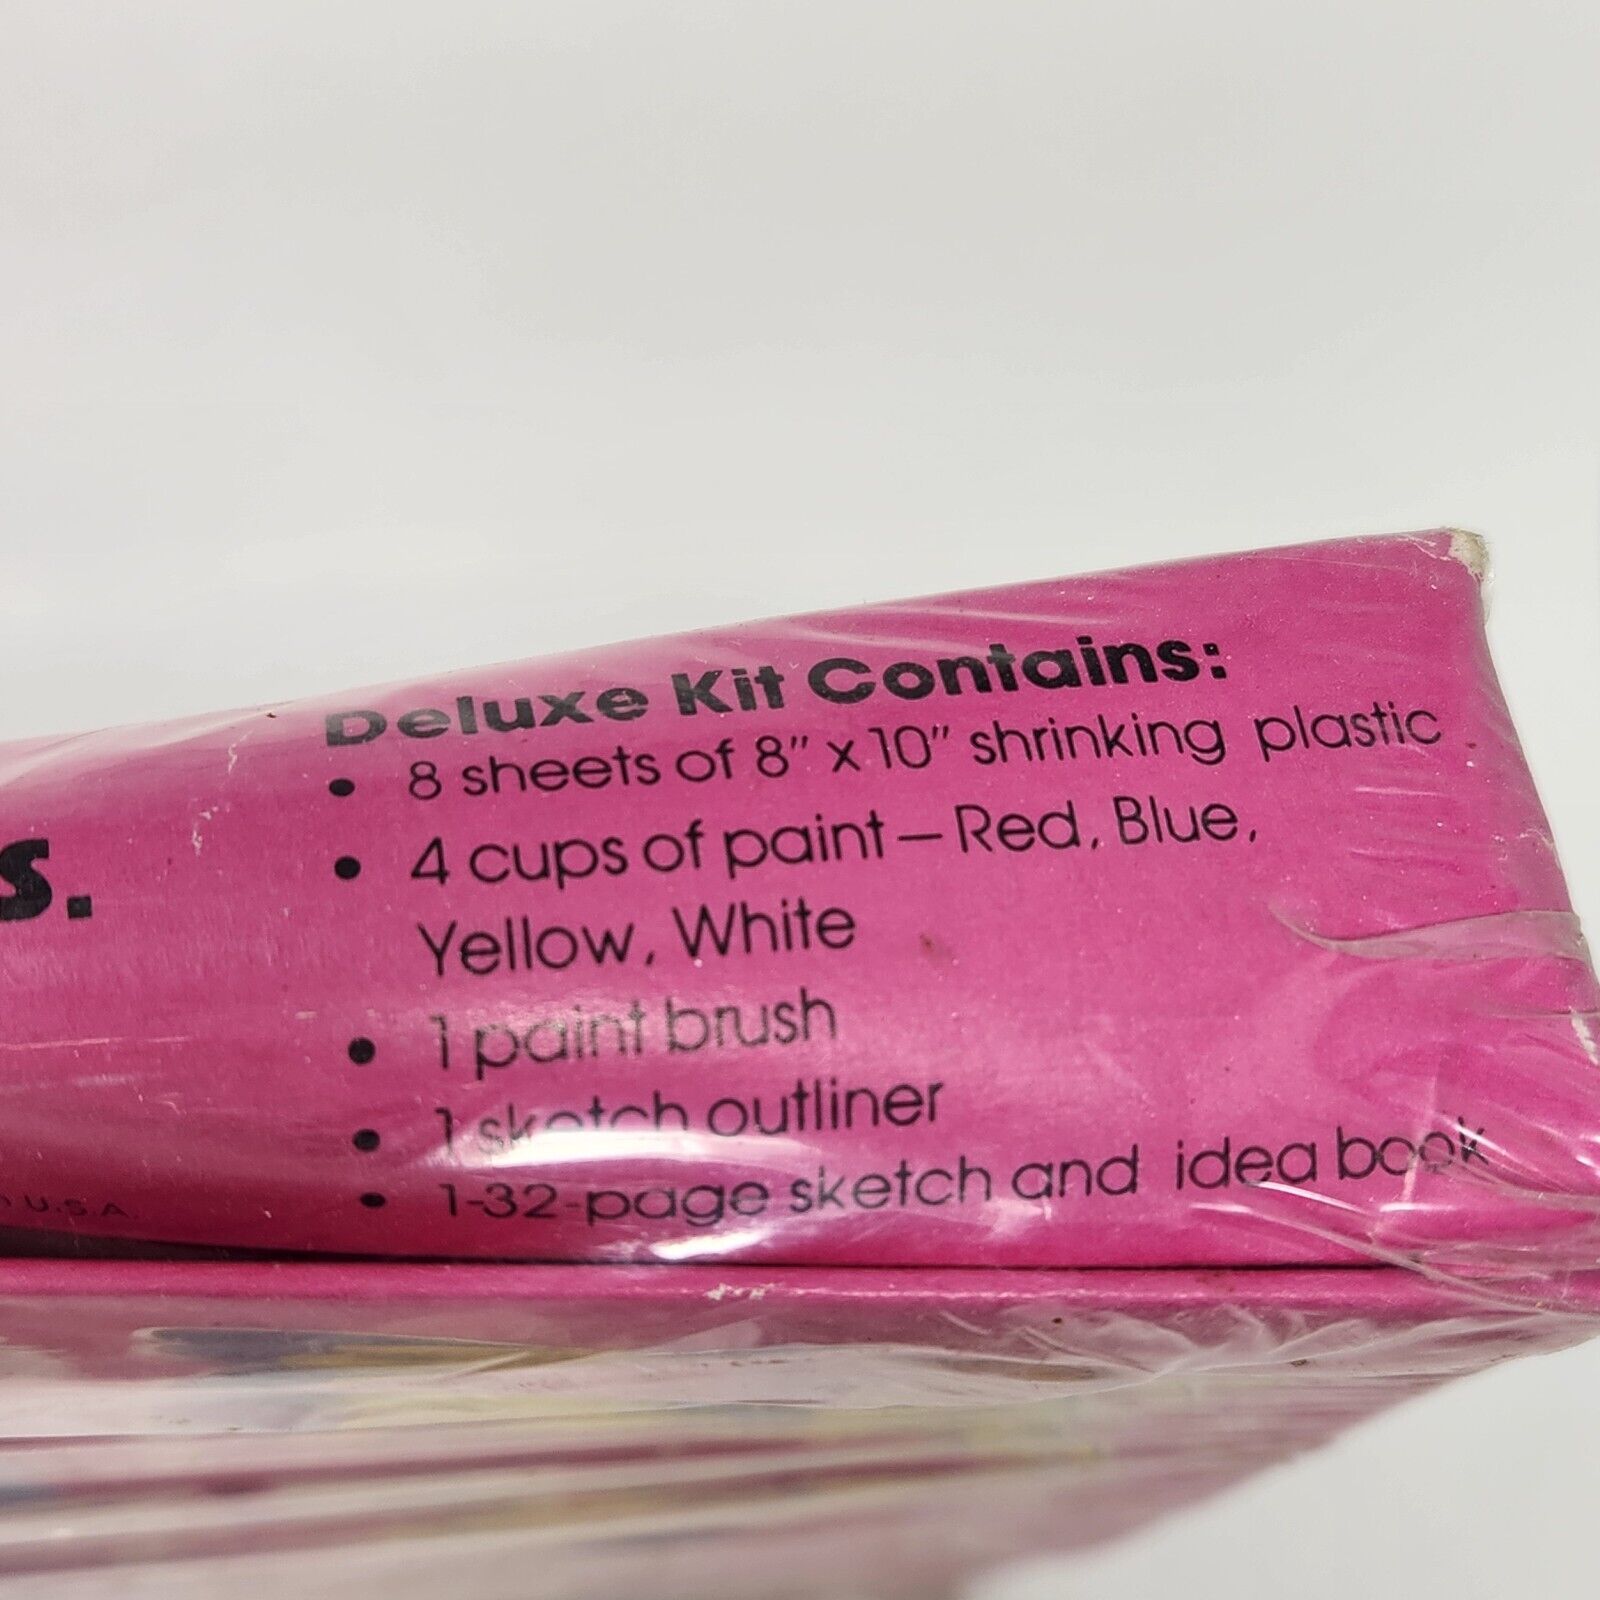 Deluxe Kit Contains:
• 8 sheets of 8" x 10" shrinking plastic
• 4 cups of paint — Red, Blue,
Yellow, White
• 1 paint brush
• 1 sketch outliner
• 1-32-page sketch and idea book
s.
U.S.A.